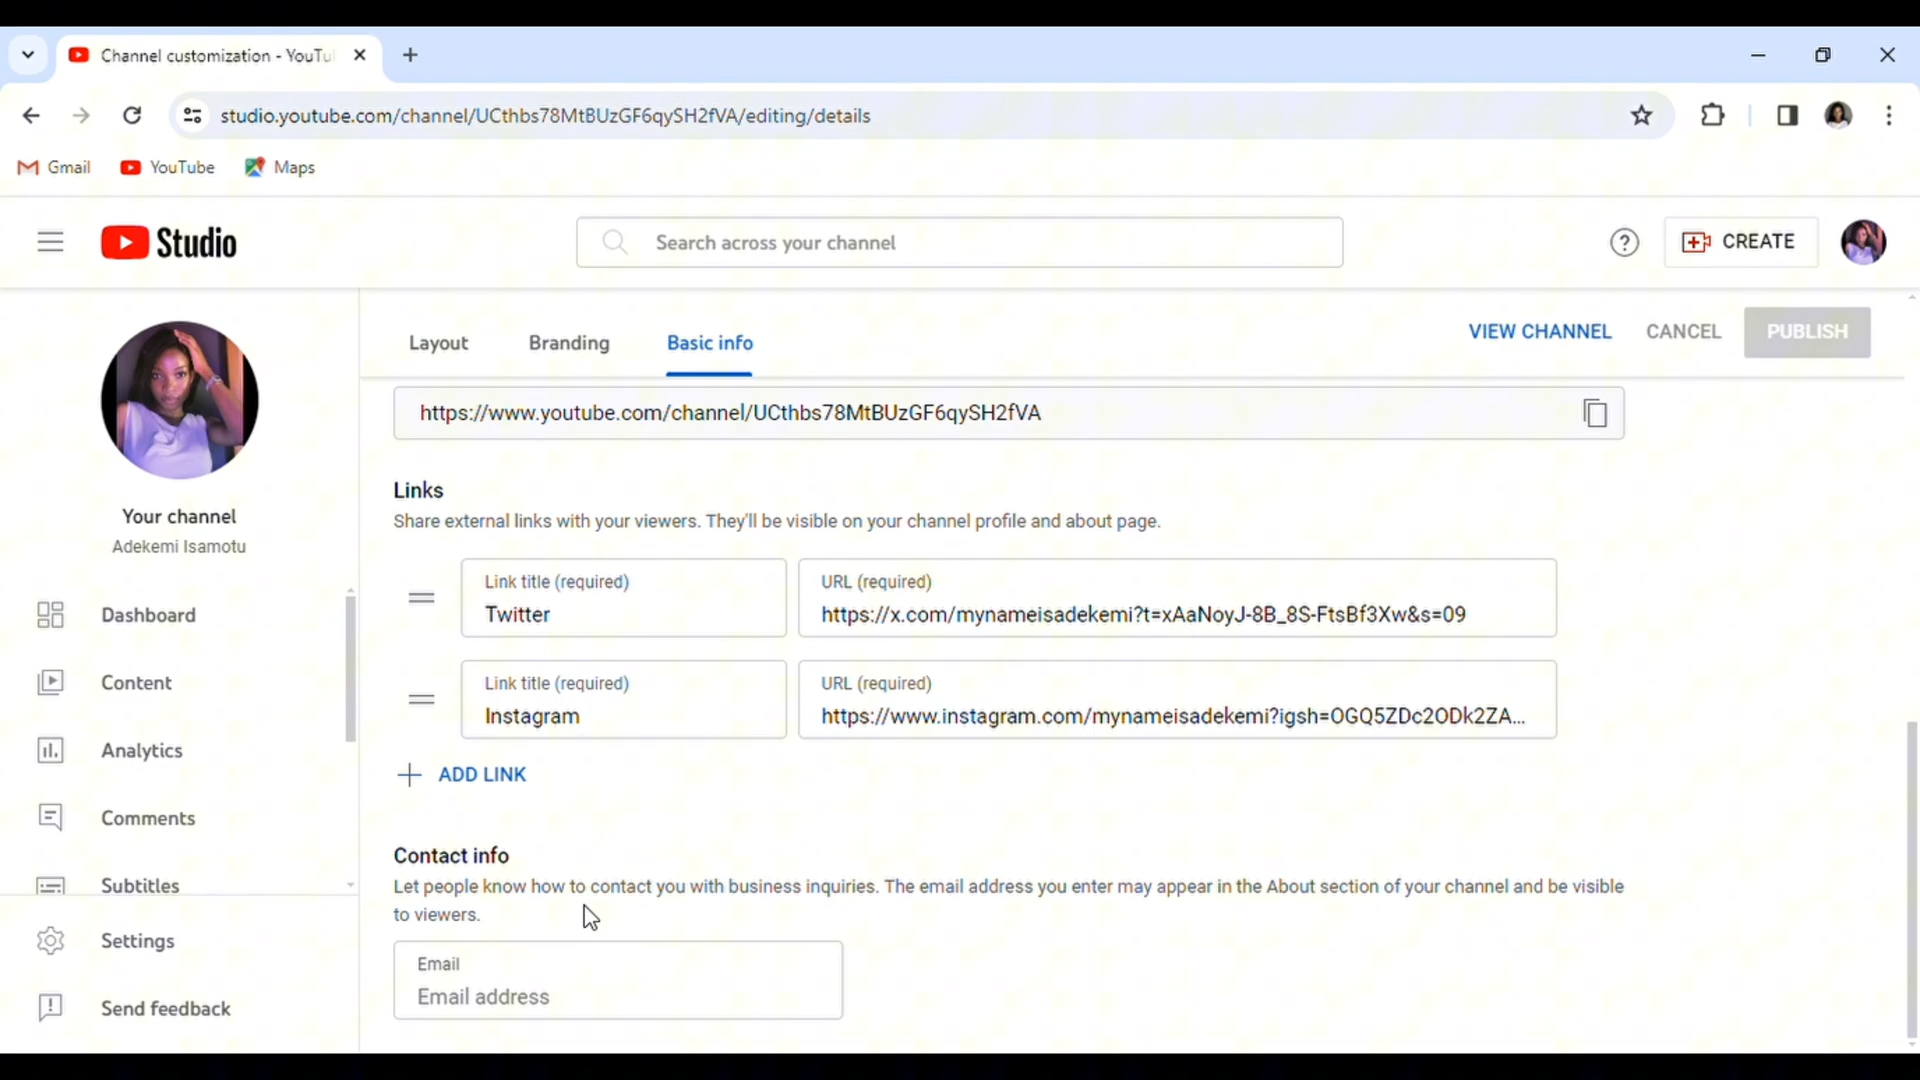 Channel customization - YouTu
studio.youtube.com/channel/UCthbs78MtBUzGF6qySH2fVA/editing/details
Gmail
YouTube
Maps
Studio
Search across your channel
CREATE
Layout
Branding
Basic info
VIEW CHANNEL
CANCEL
PUBLISH
Your channel
Adekemi Isamotu
Dashboard
Content
Analytics
Comments
Subtitles
Settings
Send feedback
https://www.youtube.com/channel/UCthbs78MtBUzGF6qySH2fVA
Links
Share external links with your viewers. They'll be visible on your channel profile and about page.
Link title (required)
Twitter
URL (required)
https://x.com/mynameisadekemi?t=xAaNoyJ-8B_8S-FtsBf3Xw&s=09
Link title (required)
Instagram
URL (required)
https://www.instagram.com/mynameisadekemi?igsh=OGQ5ZDc2ODk2ZA...
ADD LINK
Contact info
Let people know how to contact you with business inquiries. The email address you enter may appear in the About section of your channel and be visible
to viewers.
Email
Email address